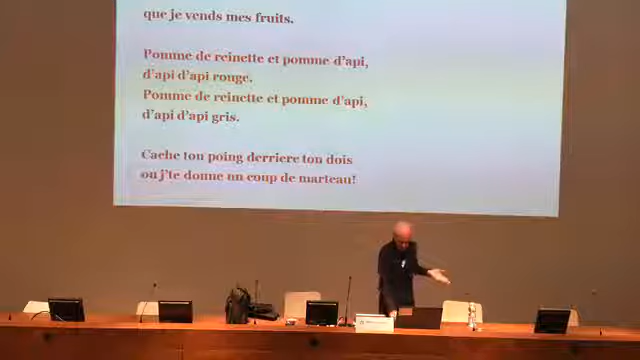 que je vends mes fruits.
Pomme de reinette et pomme d'api,
d'api d'api rouge.
Pomme de reinette et pomme d'api,
d'api d'api gris.
Cache ton poing derriere ton dois
ou j'te donne un coup de marteau!